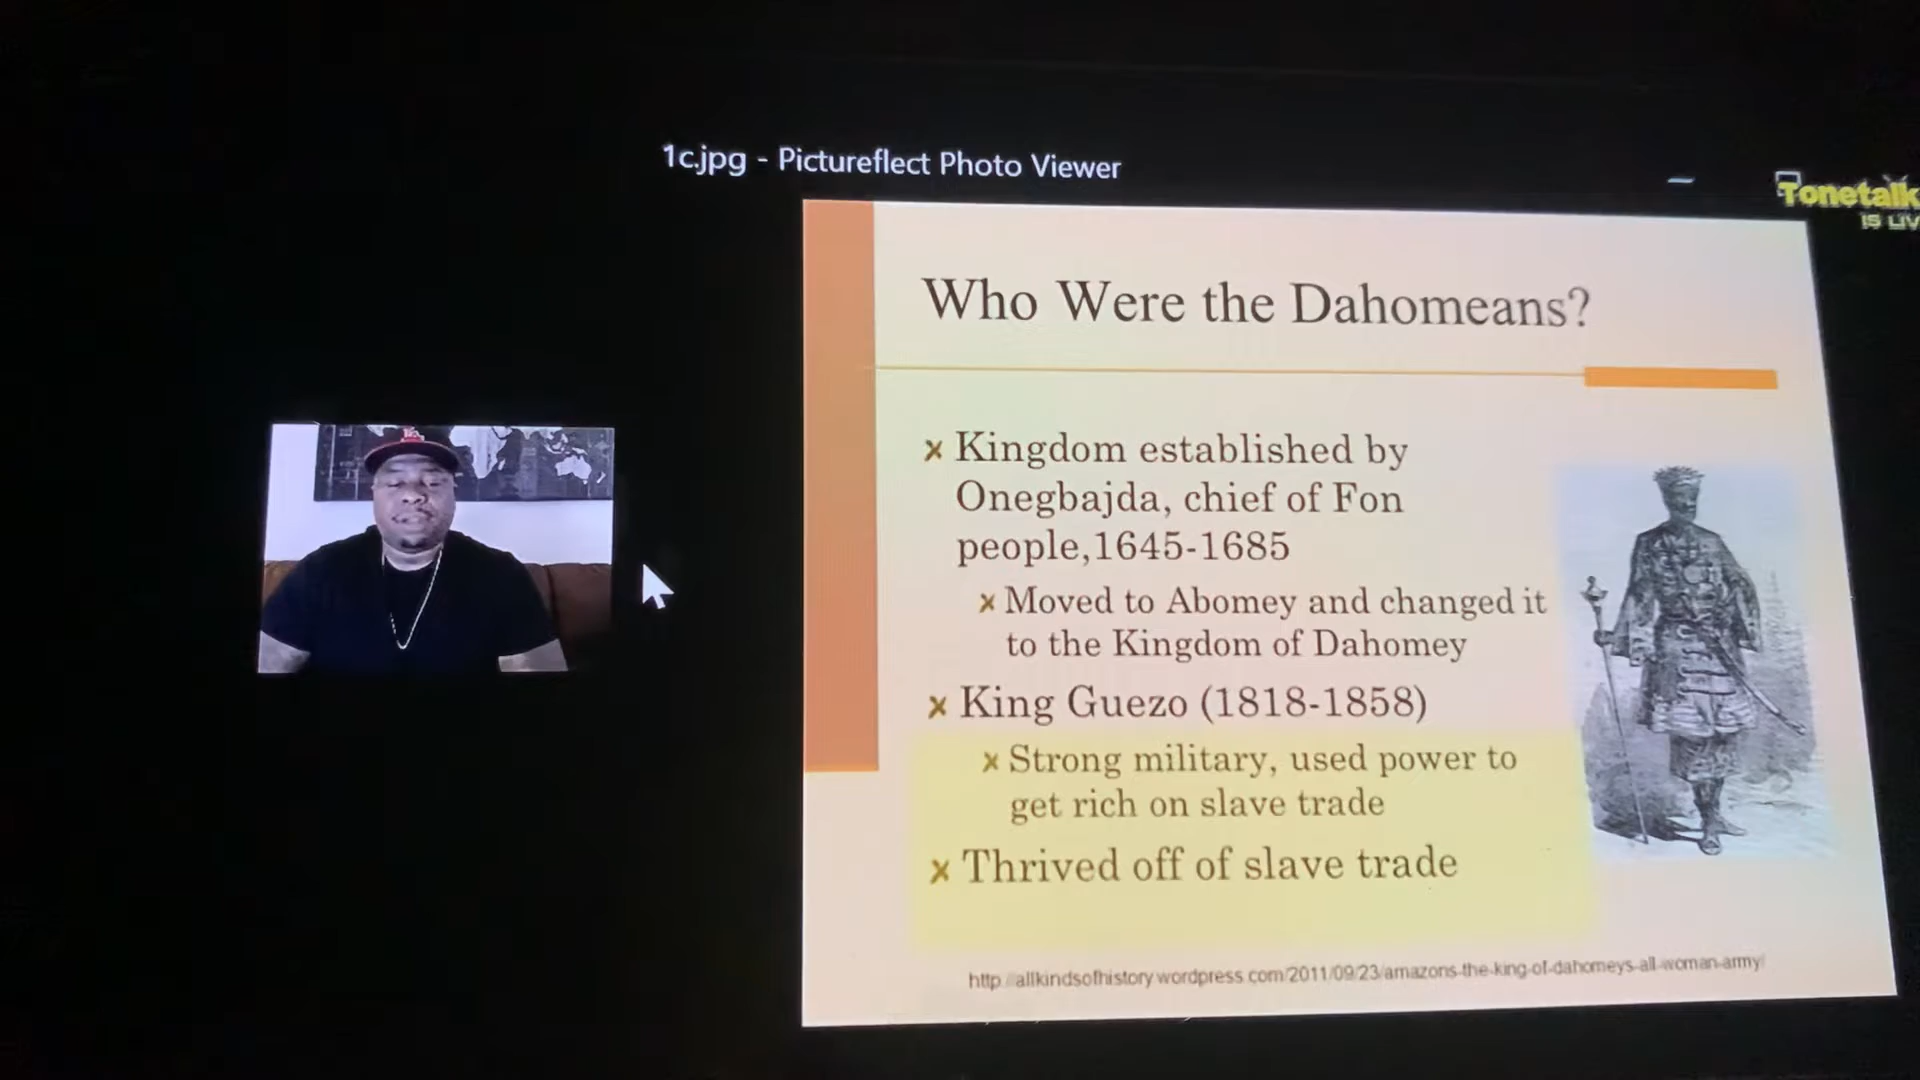 1c.jpg - Pictureflect Photo Viewer
Tonetalk
IS LIV
Who Were the Dahomeans?
Kingdom established by
Onegbajda, chief of Fon
people,1645-1685
Moved to Abomey and changed it
to the Kingdom of Dahomey
King Guezo (1818-1858)
Strong military, used power to
get rich on slave trade
Thrived off of slave trade
http://allkindsofhistory.wordpress.com/2011/09/23/amazons-the-king-of-dahomeys-all-woman-army/